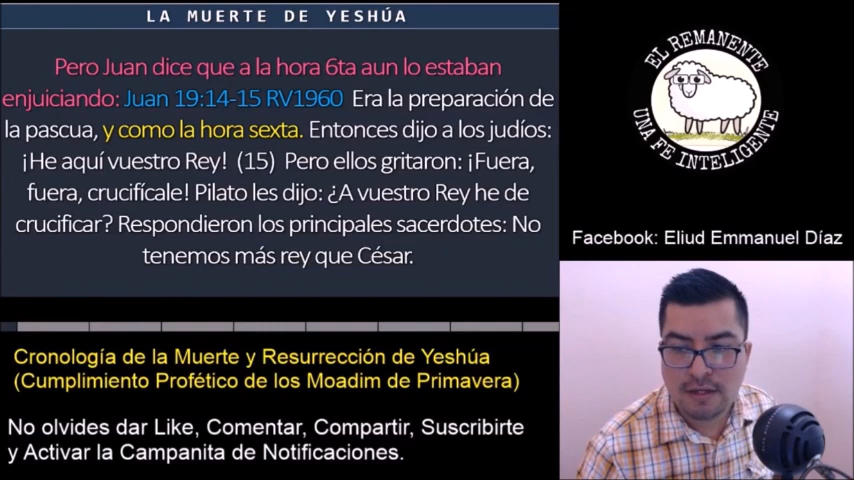 LA MUERTE DE YESHÚA
Pero Juan dice que a la hora 6ta aun lo estaban
enjuiciando: Juan 19:14-15 RV1960 Era la preparación de
la pascua, y como la hora sexta. Entonces dijo a los judíos:
¡He aquí vuestro Rey! (15) Pero ellos gritaron: ¡Fuera,
fuera, crucifícale! Pilato les dijo: ¿A vuestro Rey he de
crucificar? Respondieron los principales sacerdotes: No
tenemos más rey que César.
EL REMANENTE
UNA FE INTELIGENTE
Facebook: Eliud Emmanuel Díaz
Cronología de la Muerte y Resurrección de Yeshúa
(Cumplimiento Profético de los Moadim de Primavera)
No olvides dar Like, Comentar, Compartir, Suscribirte
y Activar la Campanita de Notificaciones.